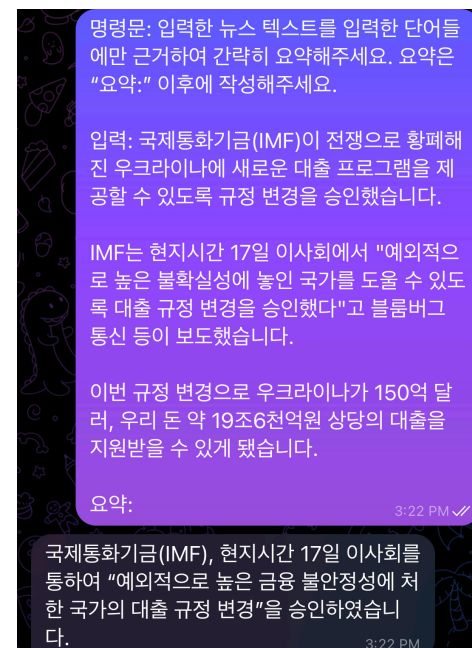 명령문: 입력한 뉴스 텍스트를 입력한 단어들
에만 근거하여 간략히 요약해주세요. 요약은
“요약:” 이후에 작성해주세요.
입력: 국제통화기금(IMF)이 전쟁으로 황폐해
진 우크라이나에 새로운 대출 프로그램을 제
공할 수 있도록 규정 변경을 승인했습니다.
IMF는 현지시간 17일 이사회에서 "예외적으
로 높은 불확실성에 놓인 국가를 도울 수 있도
록 대출 규정 변경을 승인했다"고 블룸버그
통신 등이 보도했습니다.
이번 규정 변경으로 우크라이나가 150억 달
러, 우리 돈 약 19조6천억원 상당의 대출을
지원받을 수 있게 됐습니다.
요약:
3:22 PM
국제통화기금(IMF), 현지시간 17일 이사회를
통하여 “예외적으로 높은 금융 불안정성에 처
한 국가의 대출 규정 변경”을 승인하였습니
다.
3:22 PM